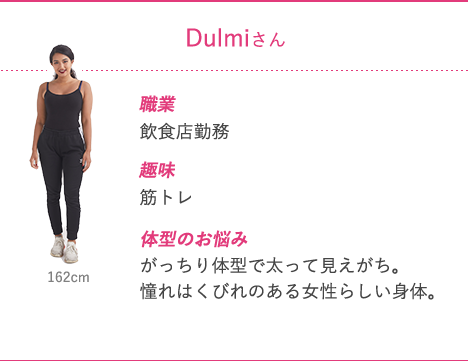 Dulmiさん
職業
飲食店勤務
趣味
筋トレ
体型のお悩み
がっちり体型で太って見えがち。
憧れはくびれのある女性らしい身体。
162cm